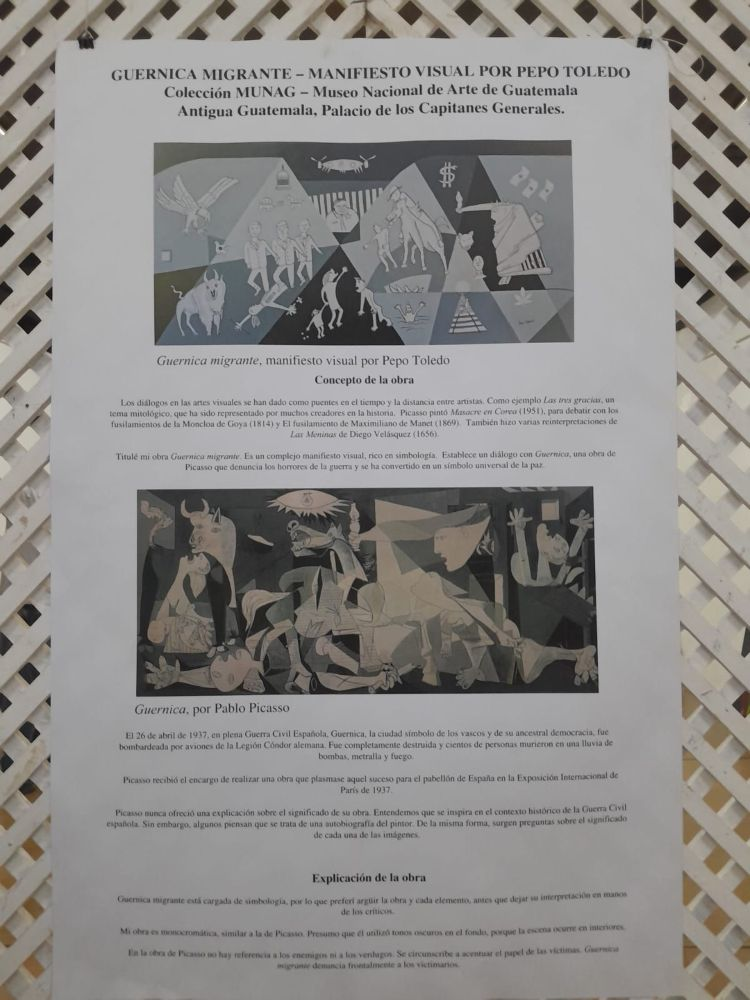 GUERNICA MIGRANTE – MANIFIESTO VISUAL POR PEPO TOLEDO
Colección MUNAG – Museo Nacional de Arte de Guatemala
Antigua Guatemala, Palacio de los Capitanes Generales.
$
???
Guernica migrante, manifiesto visual por Pepo Toledo
Concepto de la obra
Los diálogos en las artes visuales se han dado como puentes en el tiempo y la distancia entre artistas. Como ejemplo Las tres gracias, un
tema mitológico, que ha sido representado por muchos creadores en la historia. Picasso pintó Masacre en Corea (1951), para debatir con los
fusilamientos de la Moncloa de Goya (1814) y El fusilamiento de Maximiliano de Manet (1869). También hizo varias reinterpretaciones de
Las Meninas de Diego Velásquez (1656).
Titulé mi obra Guernica migrante. Es un complejo manifiesto visual, rico en simbología. Establece un diálogo con Guernica, una obra de
Picasso que denuncia los horrores de la guerra y se ha convertido en un símbolo universal de la paz.
Guernica, por Pablo Picasso
El 26 de abril de 1937, en plena Guerra Civil Española, Guernica, la ciudad símbolo de los vascos y de su ancestral democracia, fue
bombardeada por aviones de la Legión Cóndor alemana. Fue completamente destruida y cientos de personas murieron en una lluvia de
bombas, metralla y fuego.
Picasso recibió el encargo de realizar una obra que plasmase aquel suceso para el pabellón de España en la Exposición Internacional de
París de 1937.
Picasso nunca ofreció una explicación sobre el significado de su obra. Entendemos que se inspira en el contexto histórico de la Guerra Civil
española. Sin embargo, algunos piensan que se trata de una autobiografía del pintor. De la misma forma, surgen preguntas sobre el significado
de cada una de las imágenes.
Explicación de la obra
Guernica migrante está cargada de simbología, por lo que preferí argüir la obra y cada elemento, antes que dejar su interpretación en manos
de los críticos.
Mi obra es monocromática, similar a la de Picasso. Presumo que él utilizó tonos oscuros en el fondo, porque la escena ocurre en interiores.
En la obra de Picasso no hay referencia a los enemigos ni a los verdugos. Se circunscribe a acentuar el papel de las víctimas. Guernica
migrante denuncia frontalmente a los victimarios.